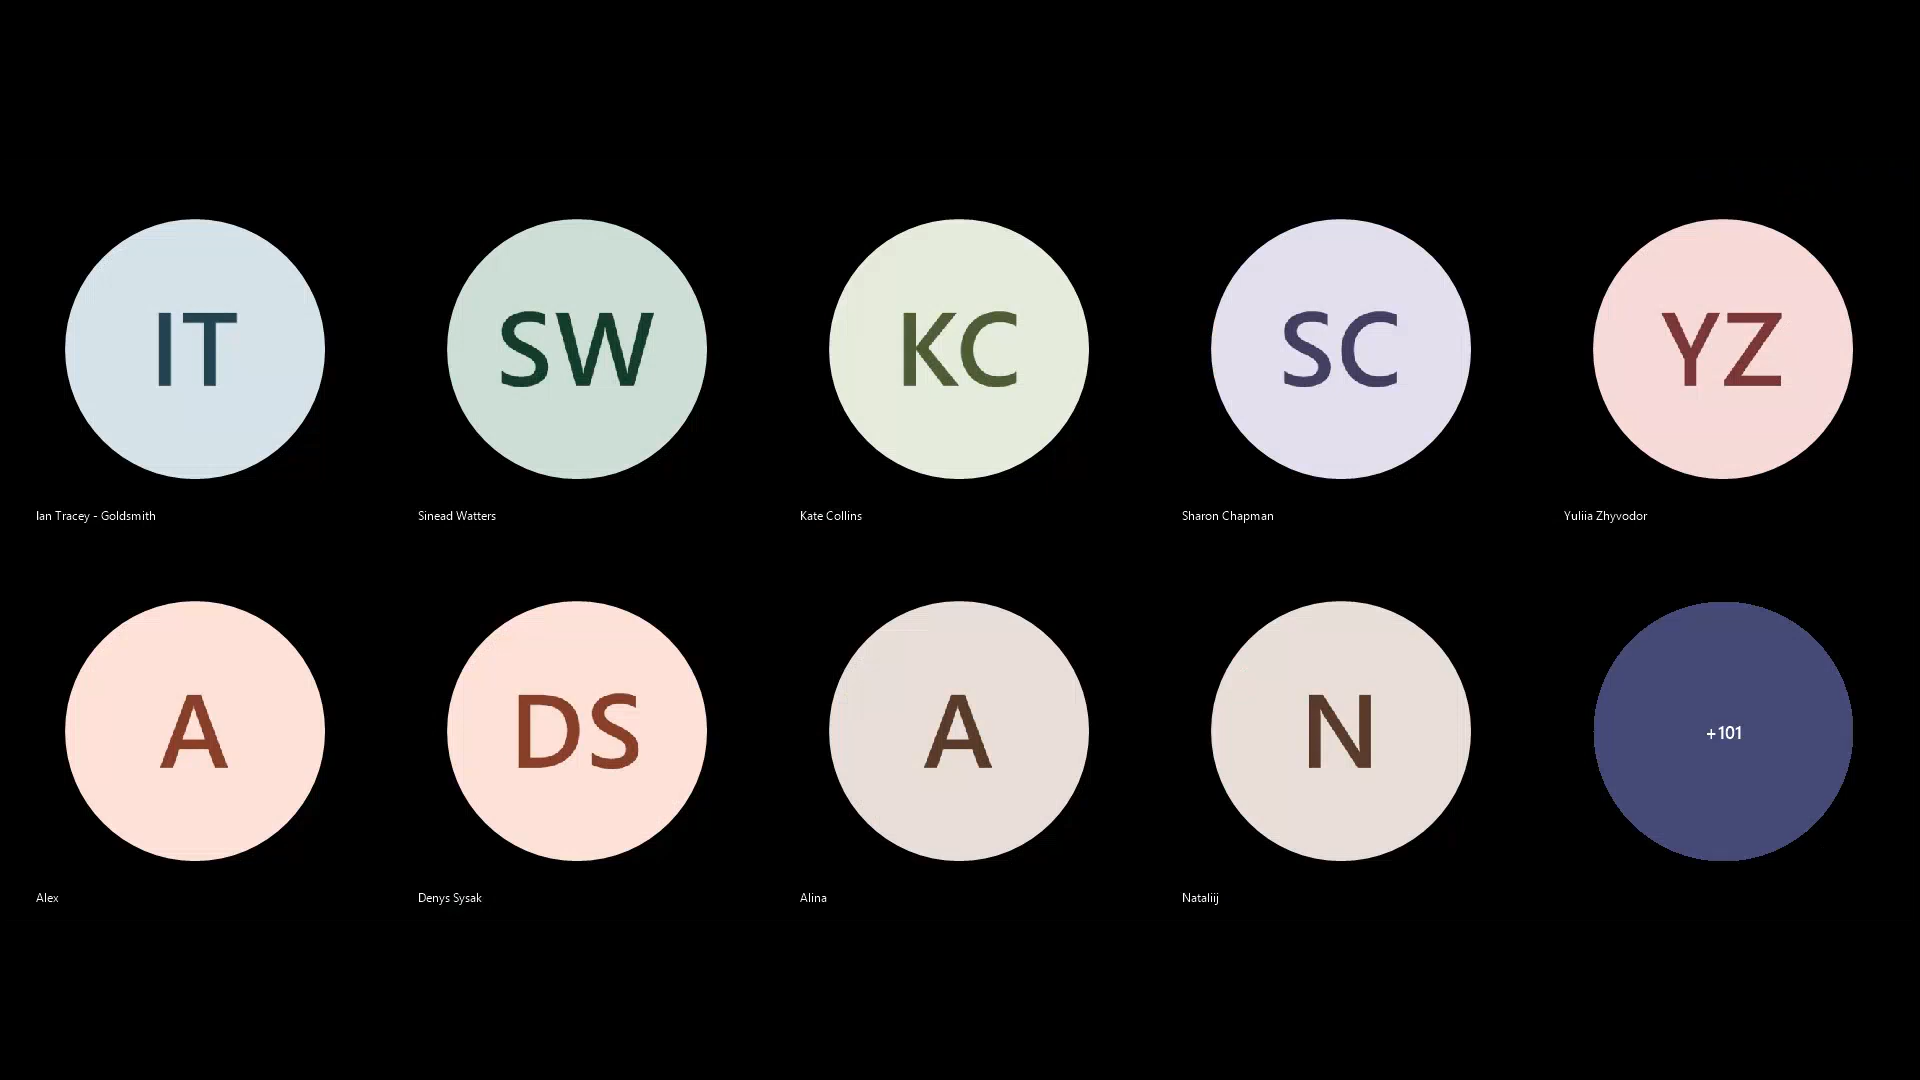 IT
SW
KC
SC
YZ
Ian Tracey - Goldsmith
Sinead Watters
Kate Collins
Sharon Chapman
Yuliia Zhyvodor
A
DS
A
N
+101
Alex
Denys Sysak
Alina
Nataliij